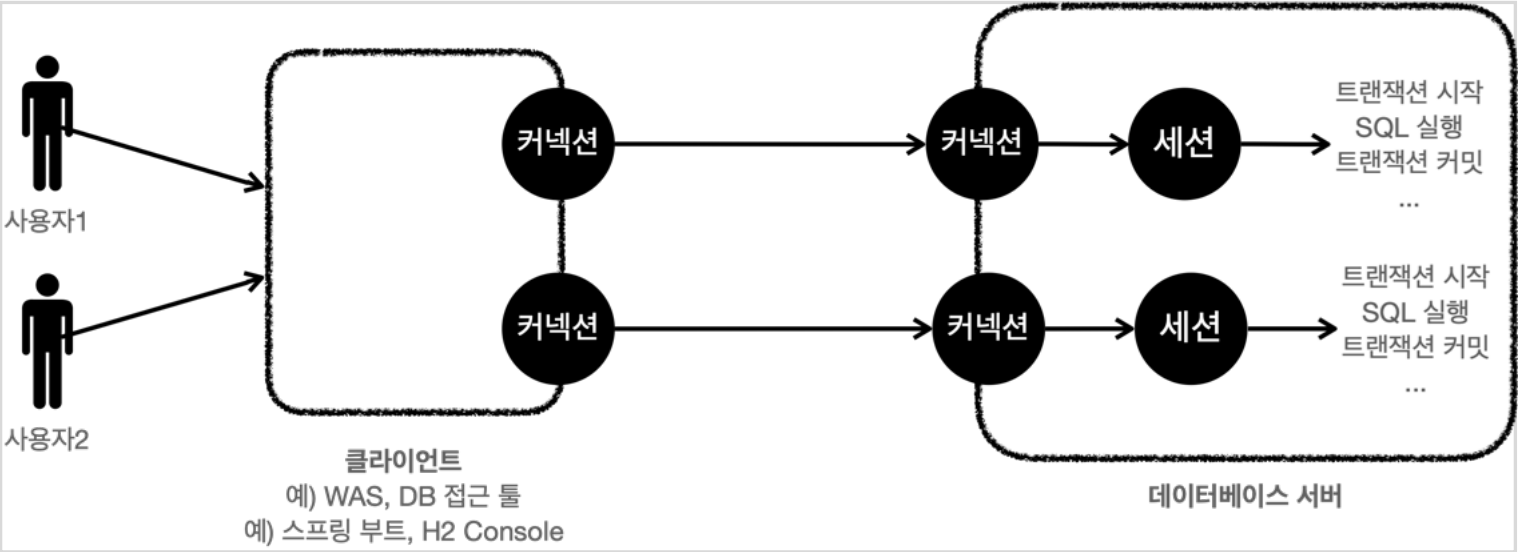 사용자1
사용자2
커넥션
커넥션
클라이언트
예) WAS, DB 접근 툴
예) 스프링 부트, H2 Console
커넥션
세션
트랜잭션 시작
SQL 실행
트랜잭션 커밋
...
커넥션
세션
트랜잭션 시작
SQL 실행
트랜잭션 커밋
...
데이터베이스 서버